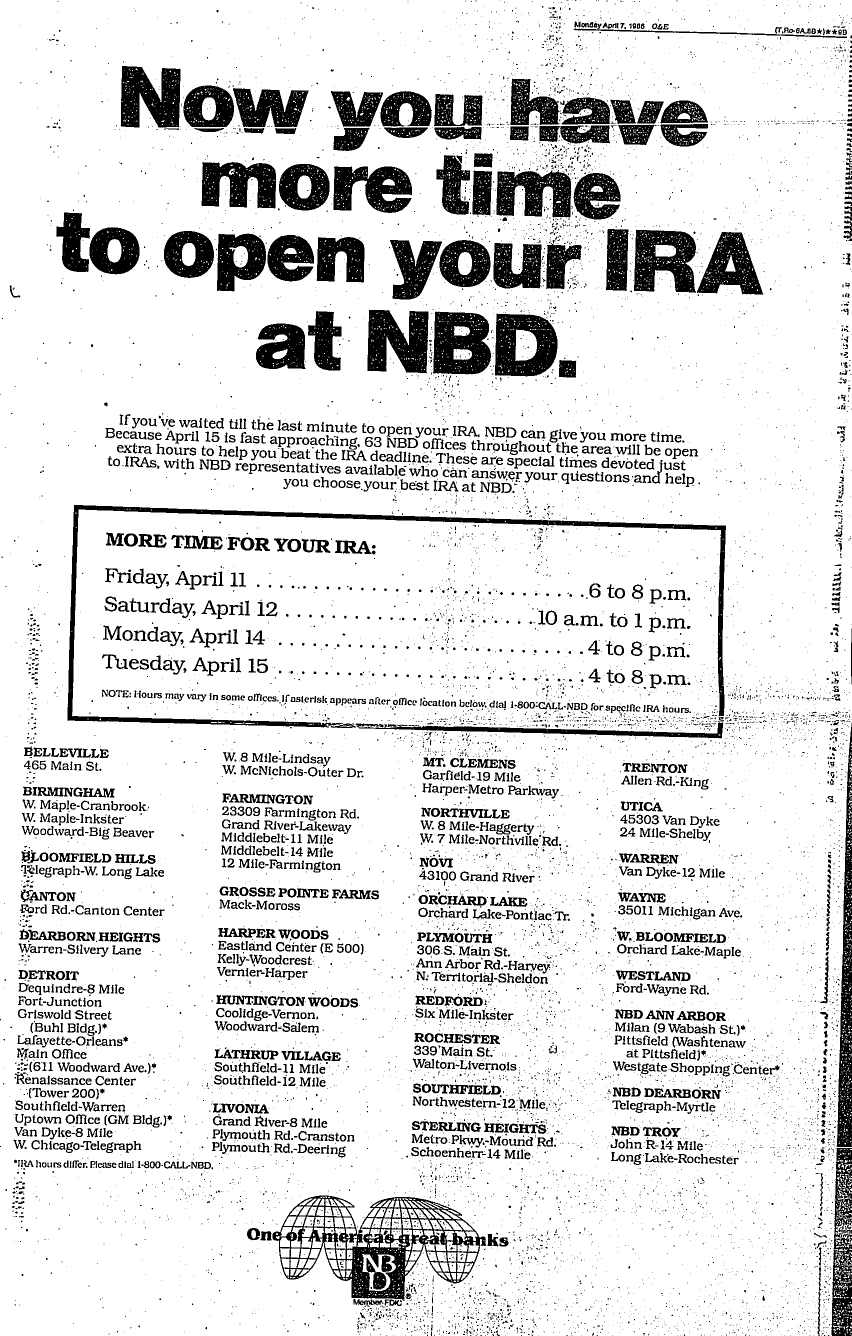 Monday April 7, 1986 O&E
(T,Ro-6A,8B★)★★9B
Now you have
more time
to open your IRA
at NBD.
If you've waited till the last minute to open your IRA, NBD can give you more time.
Because April 15 is fast approaching, 63 NBD offices throughout the area will be open
extra hours to help you beat the IRA deadline. These are special times devoted just
to IRAs, with NBD representatives available who can answer your questions and help
you choose your best IRA at NBD.
MORE TIME FOR YOUR IRA:
Friday, April 11 . . . . . . . . . . . . . . . . . . . . . . . . . . . . . . 6 to 8 p.m.
Saturday, April 12 . . . . . . . . . . . . . . . . . . . . . . . . 10 a.m. to 1 p.m.
Monday, April 14 . . . . . . . . . . . . . . . . . . . . . . . . . . . . 4 to 8 p.m.
Tuesday, April 15 . . . . . . . . . . . . . . . . . . . . . . . . . . . . 4 to 8 p.m.
NOTE: Hours may vary in some offices. If asterisk appears after office location below, dial 1-800-CALL-NBD for specific IRA hours.
BELLEVILLE
465 Main St.
BIRMINGHAM
W. Maple-Cranbrook
W. Maple-Inkster
Woodward-Big Beaver
BLOOMFIELD HILLS
Telegraph-W. Long Lake
CANTON
Ford Rd.-Canton Center
DEARBORN HEIGHTS
Warren-Silvery Lane
DETROIT
Dequindre-8 Mile
Fort-Junction
Griswold Street
(Buhl Bldg.)*
Lafayette-Orleans*
Main Office
(611 Woodward Ave.)*
Renaissance Center
(Tower 200)*
Southfield-Warren
Uptown Office (GM Bldg.)*
Van Dyke-8 Mile
W. Chicago-Telegraph
*IRA hours differ. Please dial 1-800-CALL-NBD.
W. 8 Mile-Lindsay
W. McNichols-Outer Dr.
FARMINGTON
23309 Farmington Rd.
Grand River-Lakeway
Middlebelt-11 Mile
Middlebelt-14 Mile
12 Mile-Farmington
GROSSE POINTE FARMS
Mack-Moross
HARPER WOODS
Eastland Center (E 500)
Kelly-Woodcrest
Vernier-Harper
HUNTINGTON WOODS
Coolidge-Vernon
Woodward-Salem
LATHRUP VILLAGE
Southfield-11 Mile
Southfield-12 Mile
LIVONIA
Grand River-8 Mile
Plymouth Rd.-Cranston
Plymouth Rd.-Deering
MT. CLEMENS
Garfield-19 Mile
Harper-Metro Parkway
NORTHVILLE
W. 8 Mile-Haggerty
W. 7 Mile-Northville Rd.
NOVI
43100 Grand River
ORCHARD LAKE
Orchard Lake-Pontiac Tr.
PLYMOUTH
306 S. Main St.
Ann Arbor Rd.-Harvey
N. Territorial-Sheldon
REDFORD
Six Mile-Inkster
ROCHESTER
339 Main St.
Walton-Livernois
SOUTHFIELD
Northwestern-12 Mile
STERLING HEIGHTS
Metro Pkwy.-Mound Rd.
Schoenherr-14 Mile
TRENTON
Allen Rd.-King
UTICA
45303 Van Dyke
24 Mile-Shelby
WARREN
Van Dyke-12 Mile
WAYNE
35011 Michigan Ave.
W. BLOOMFIELD
Orchard Lake-Maple
WESTLAND
Ford-Wayne Rd.
NBD ANN ARBOR
Milan (9 Wabash St.)*
Pittsfield (Washtenaw
at Pittsfield)*
Westgate Shopping Center*
NBD DEARBORN
Telegraph-Myrtle
NBD TROY
John R-14 Mile
Long Lake-Rochester
One of America's great banks
NBD
®
Member FDIC